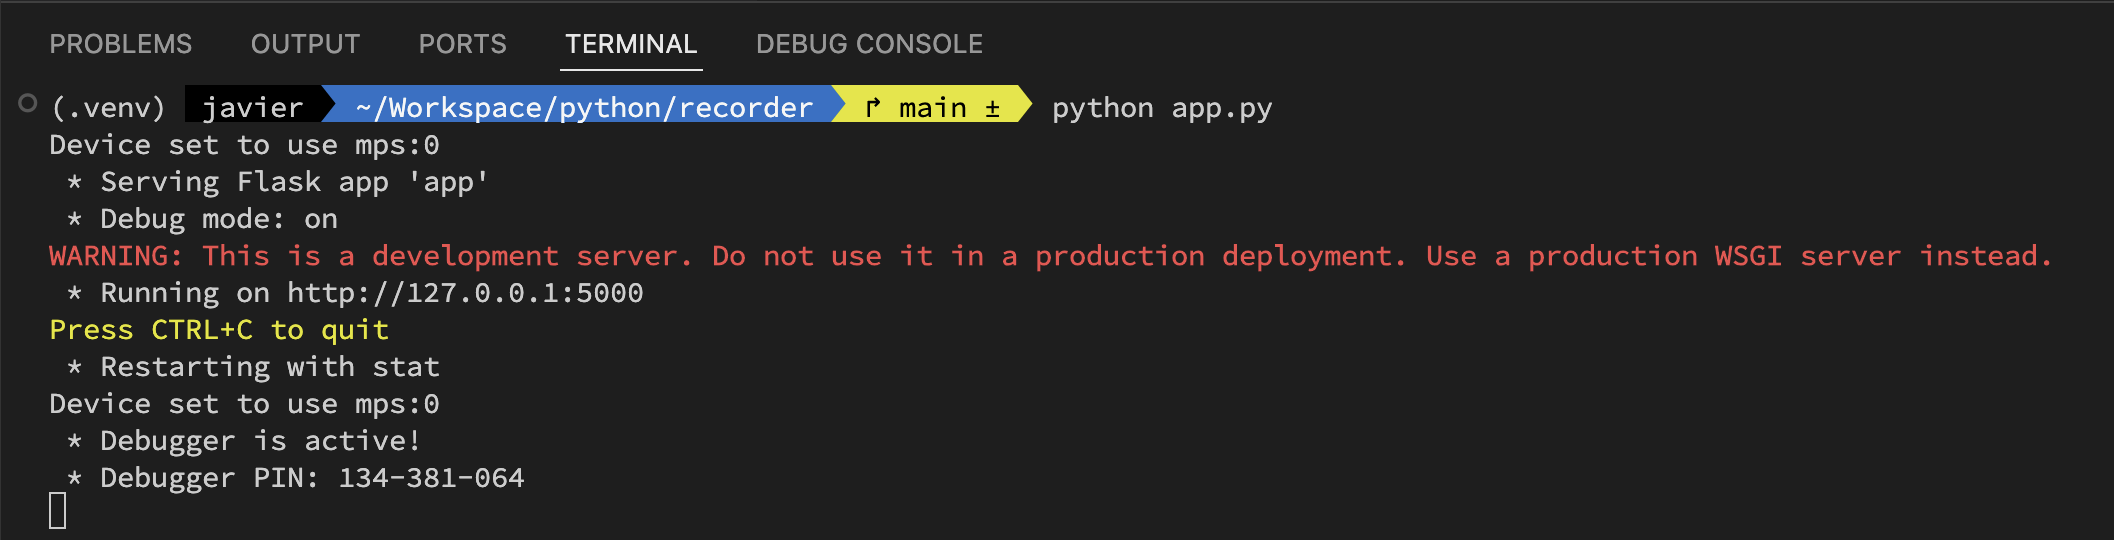 PROBLEMS OUTPUT PORTS TERMINAL DEBUG CONSOLE
(.venv) javier ~/Workspace/python/recorder ↱ main ± python app.py
Device set to use mps:0
* Serving Flask app 'app'
* Debug mode: on
WARNING: This is a development server. Do not use it in a production deployment. Use a production WSGI server instead.
* Running on http://127.0.0.1:5000
Press CTRL+C to quit
* Restarting with stat
Device set to use mps:0
* Debugger is active!
* Debugger PIN: 134-381-064